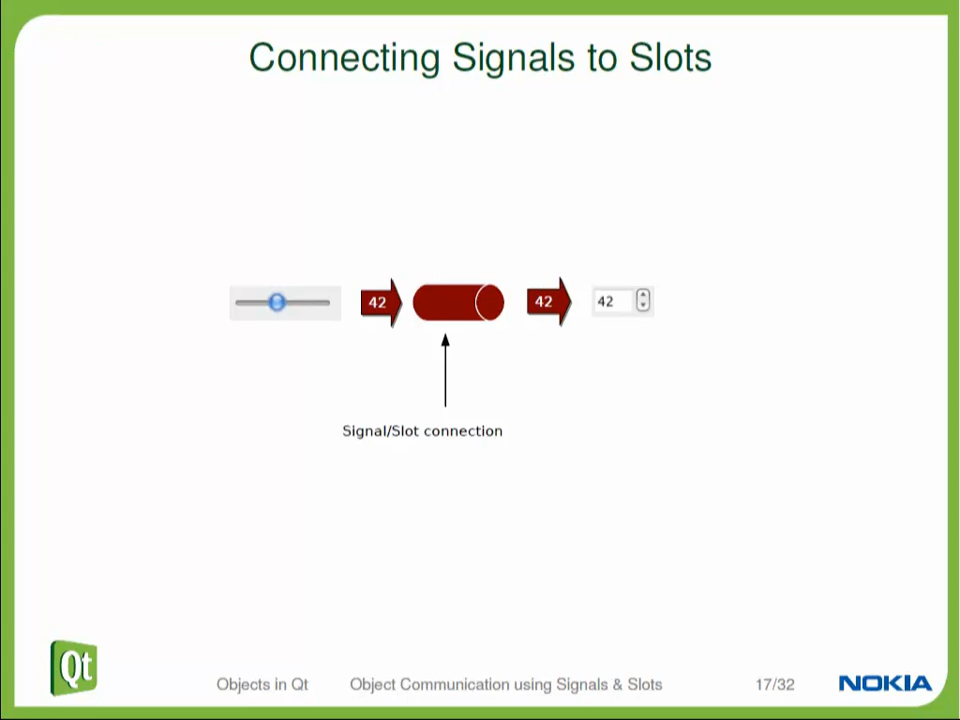 Connecting Signals to Slots
42
42
42
Signal/Slot connection
Qt
Objects in Qt
Object Communication using Signals & Slots
17/32
NOKIA